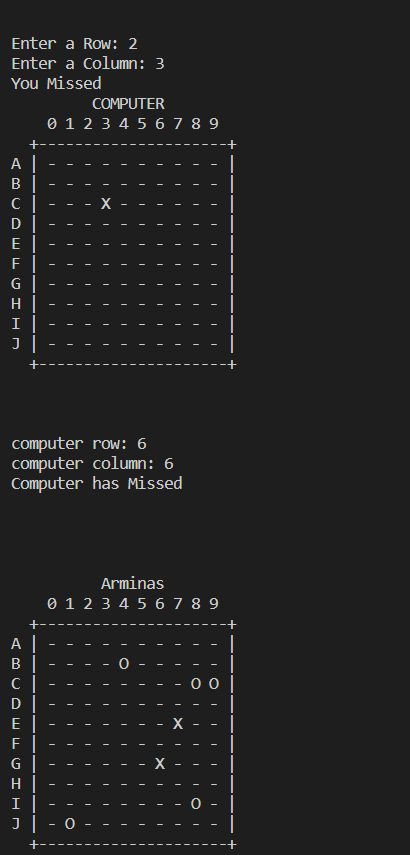 Enter a Row: 2
Enter a Column: 3
You Missed
         COMPUTER
    0 1 2 3 4 5 6 7 8 9
  +---------------------+
A | - - - - - - - - - - |
B | - - - - - - - - - - |
C | - - - X - - - - - - |
D | - - - - - - - - - - |
E | - - - - - - - - - - |
F | - - - - - - - - - - |
G | - - - - - - - - - - |
H | - - - - - - - - - - |
I | - - - - - - - - - - |
J | - - - - - - - - - - |
  +---------------------+
computer row: 6
computer column: 6
Computer has Missed
          Arminas
    0 1 2 3 4 5 6 7 8 9
  +---------------------+
A | - - - - - - - - - - |
B | - - - - O - - - - - |
C | - - - - - - - - O O |
D | - - - - - - - - - - |
E | - - - - - - - X - - |
F | - - - - - - - - - - |
G | - - - - - - X - - - |
H | - - - - - - - - - - |
I | - - - - - - - - O - |
J | - O - - - - - - - - |
  +---------------------+